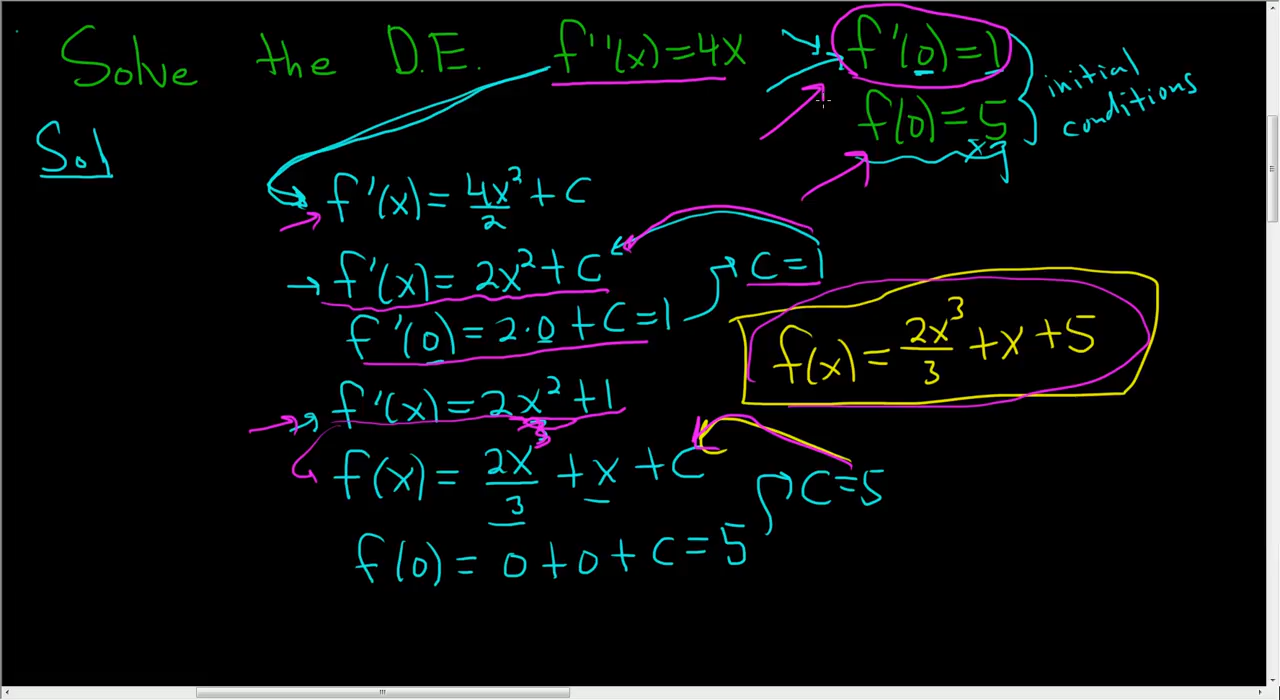 Solve the D.E. f''(x)=4x f'(0)=1
f(0)=5
initial
conditions
Sol
f'(x)=4x²/2+C
f'(x)=2x²+C
C=1
f'(0)=2·0+C=1
f(x)=2x³/3+x+5
f'(x)=2x²+1
f(x)=2x³/3+x+C
C=5
f(0)=0+0+C=5